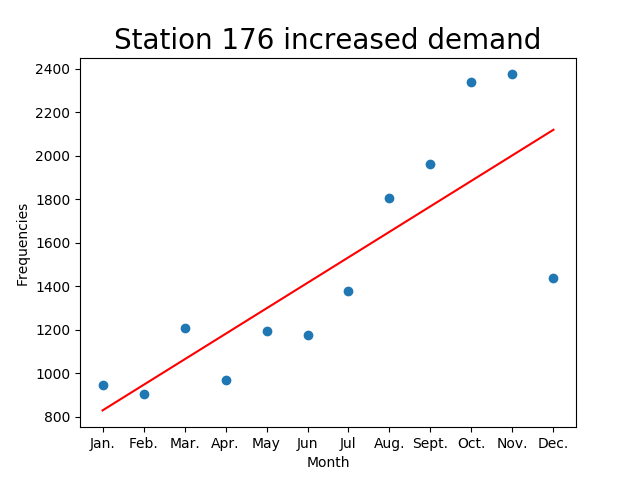 Station 176 increased demand
2400
2200
2000
1800
1600
1400
1200
1000
800
Frequencies
Jan. Feb. Mar. Apr. May Jun Jul Aug. Sept. Oct. Nov. Dec.
Month